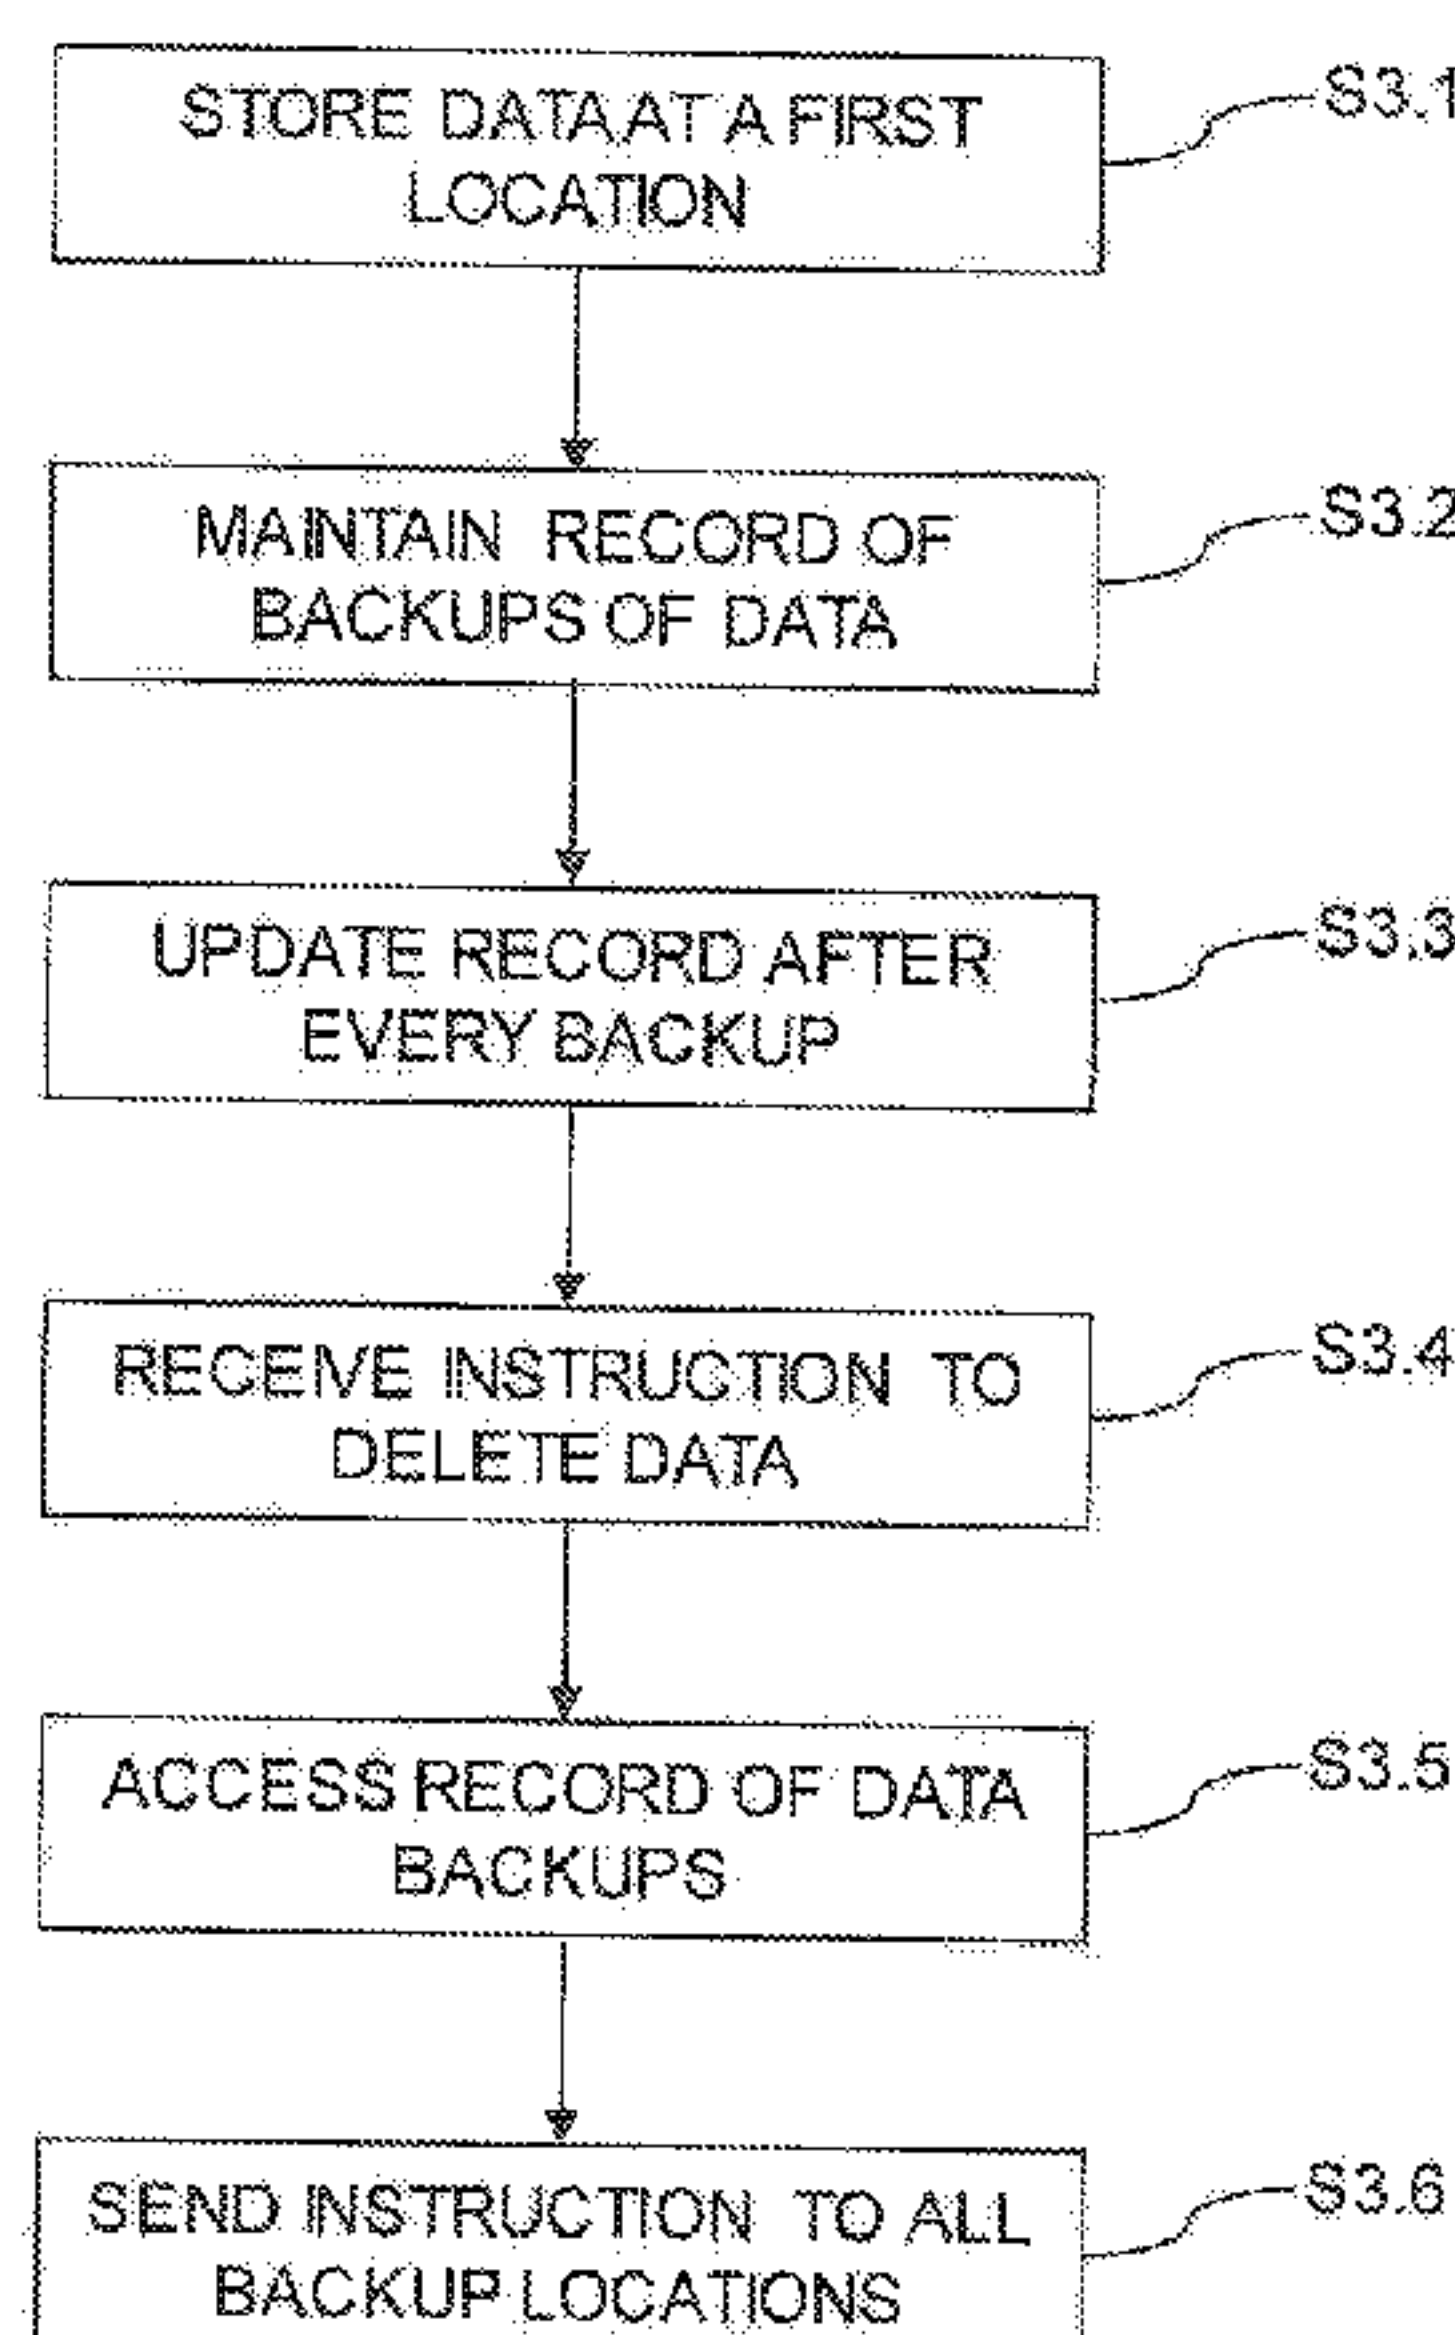 STORE DATA AT A FIRST
LOCATION
S3.1
MAINTAIN RECORD OF
BACKUPS OF DATA
S3.2
UPDATE RECORD AFTER
EVERY BACKUP
S3.3
RECEIVE INSTRUCTION TO
DELETE DATA
S3.4
ACCESS RECORD OF DATA
BACKUPS
S3.5
SEND INSTRUCTION TO ALL
BACKUP LOCATIONS
S3.6